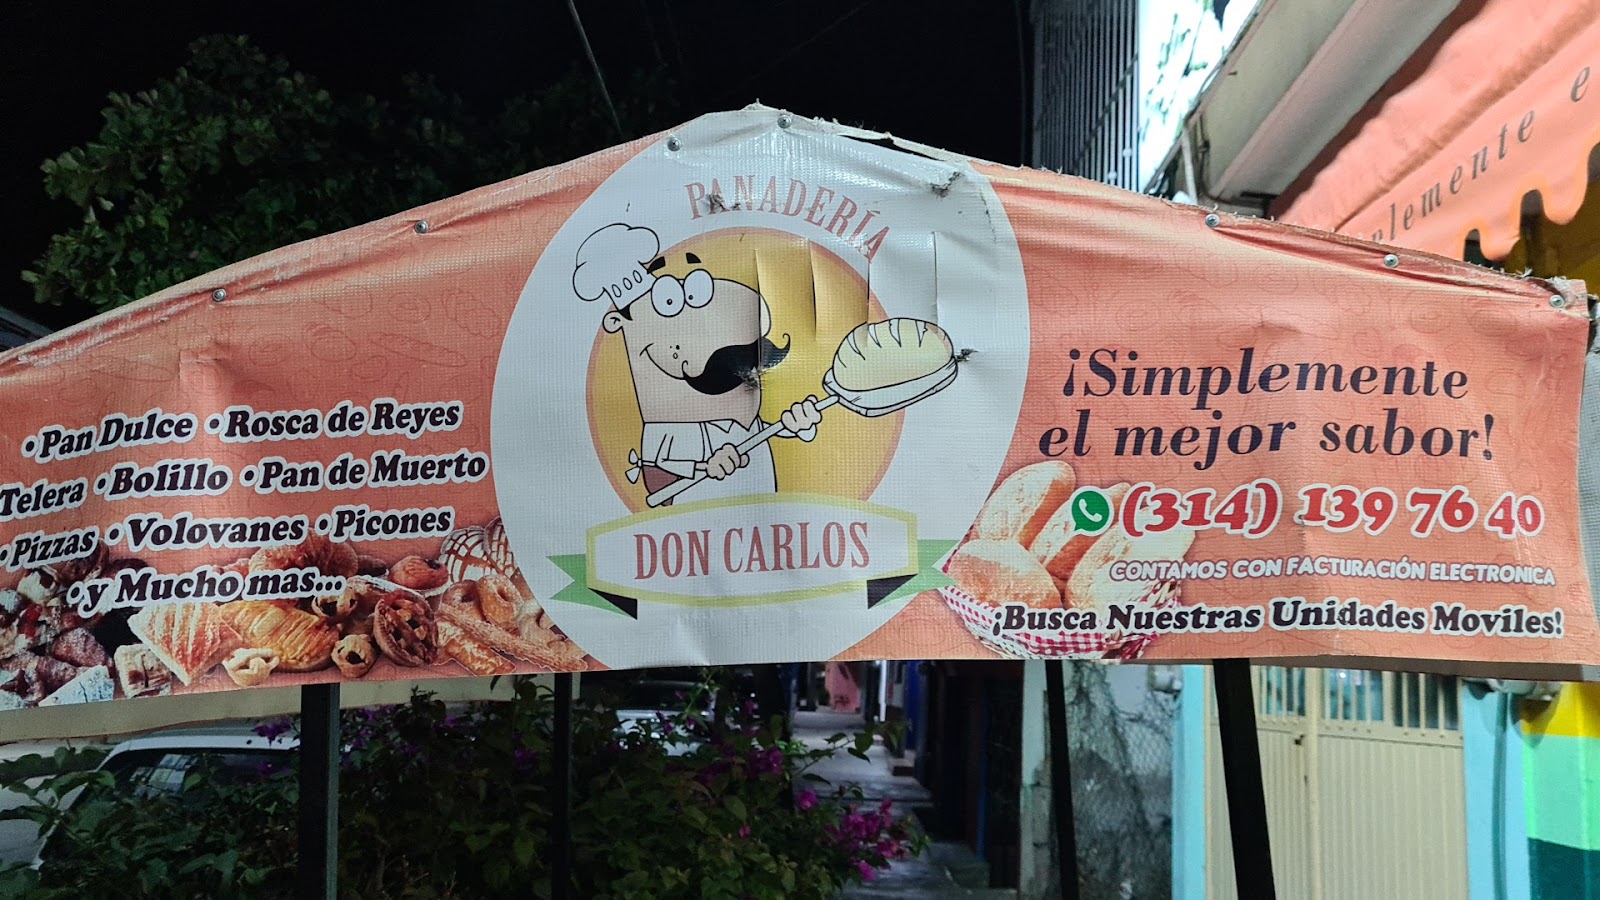 PANADERÍA
DON CARLOS
•Pan Dulce •Rosca de Reyes
Telera •Bolillo •Pan de Muerto
•Pizzas •Volovanes •Picones
•y Mucho mas...
¡Simplemente
el mejor sabor!
(314) 139 76 40
CONTAMOS CON FACTURACIÓN ELECTRONICA
¡Busca Nuestras Unidades Moviles!